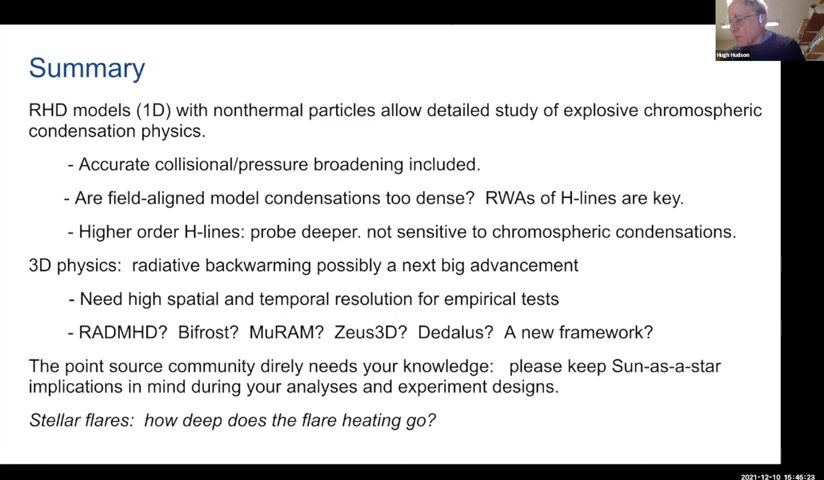 Hugh Hudson
Summary
RHD models (1D) with nonthermal particles allow detailed study of explosive chromospheric
condensation physics.
- Accurate collisional/pressure broadening included.
- Are field-aligned model condensations too dense? RWAs of H-lines are key.
- Higher order H-lines: probe deeper. not sensitive to chromospheric condensations.
3D physics: radiative backwarming possibly a next big advancement
- Need high spatial and temporal resolution for empirical tests
- RADMHD? Bifrost? MuRAM? Zeus3D? Dedalus? A new framework?
The point source community direly needs your knowledge: please keep Sun-as-a-star
implications in mind during your analyses and experiment designs.
Stellar flares: how deep does the flare heating go?
2021-12-10 16:45:23